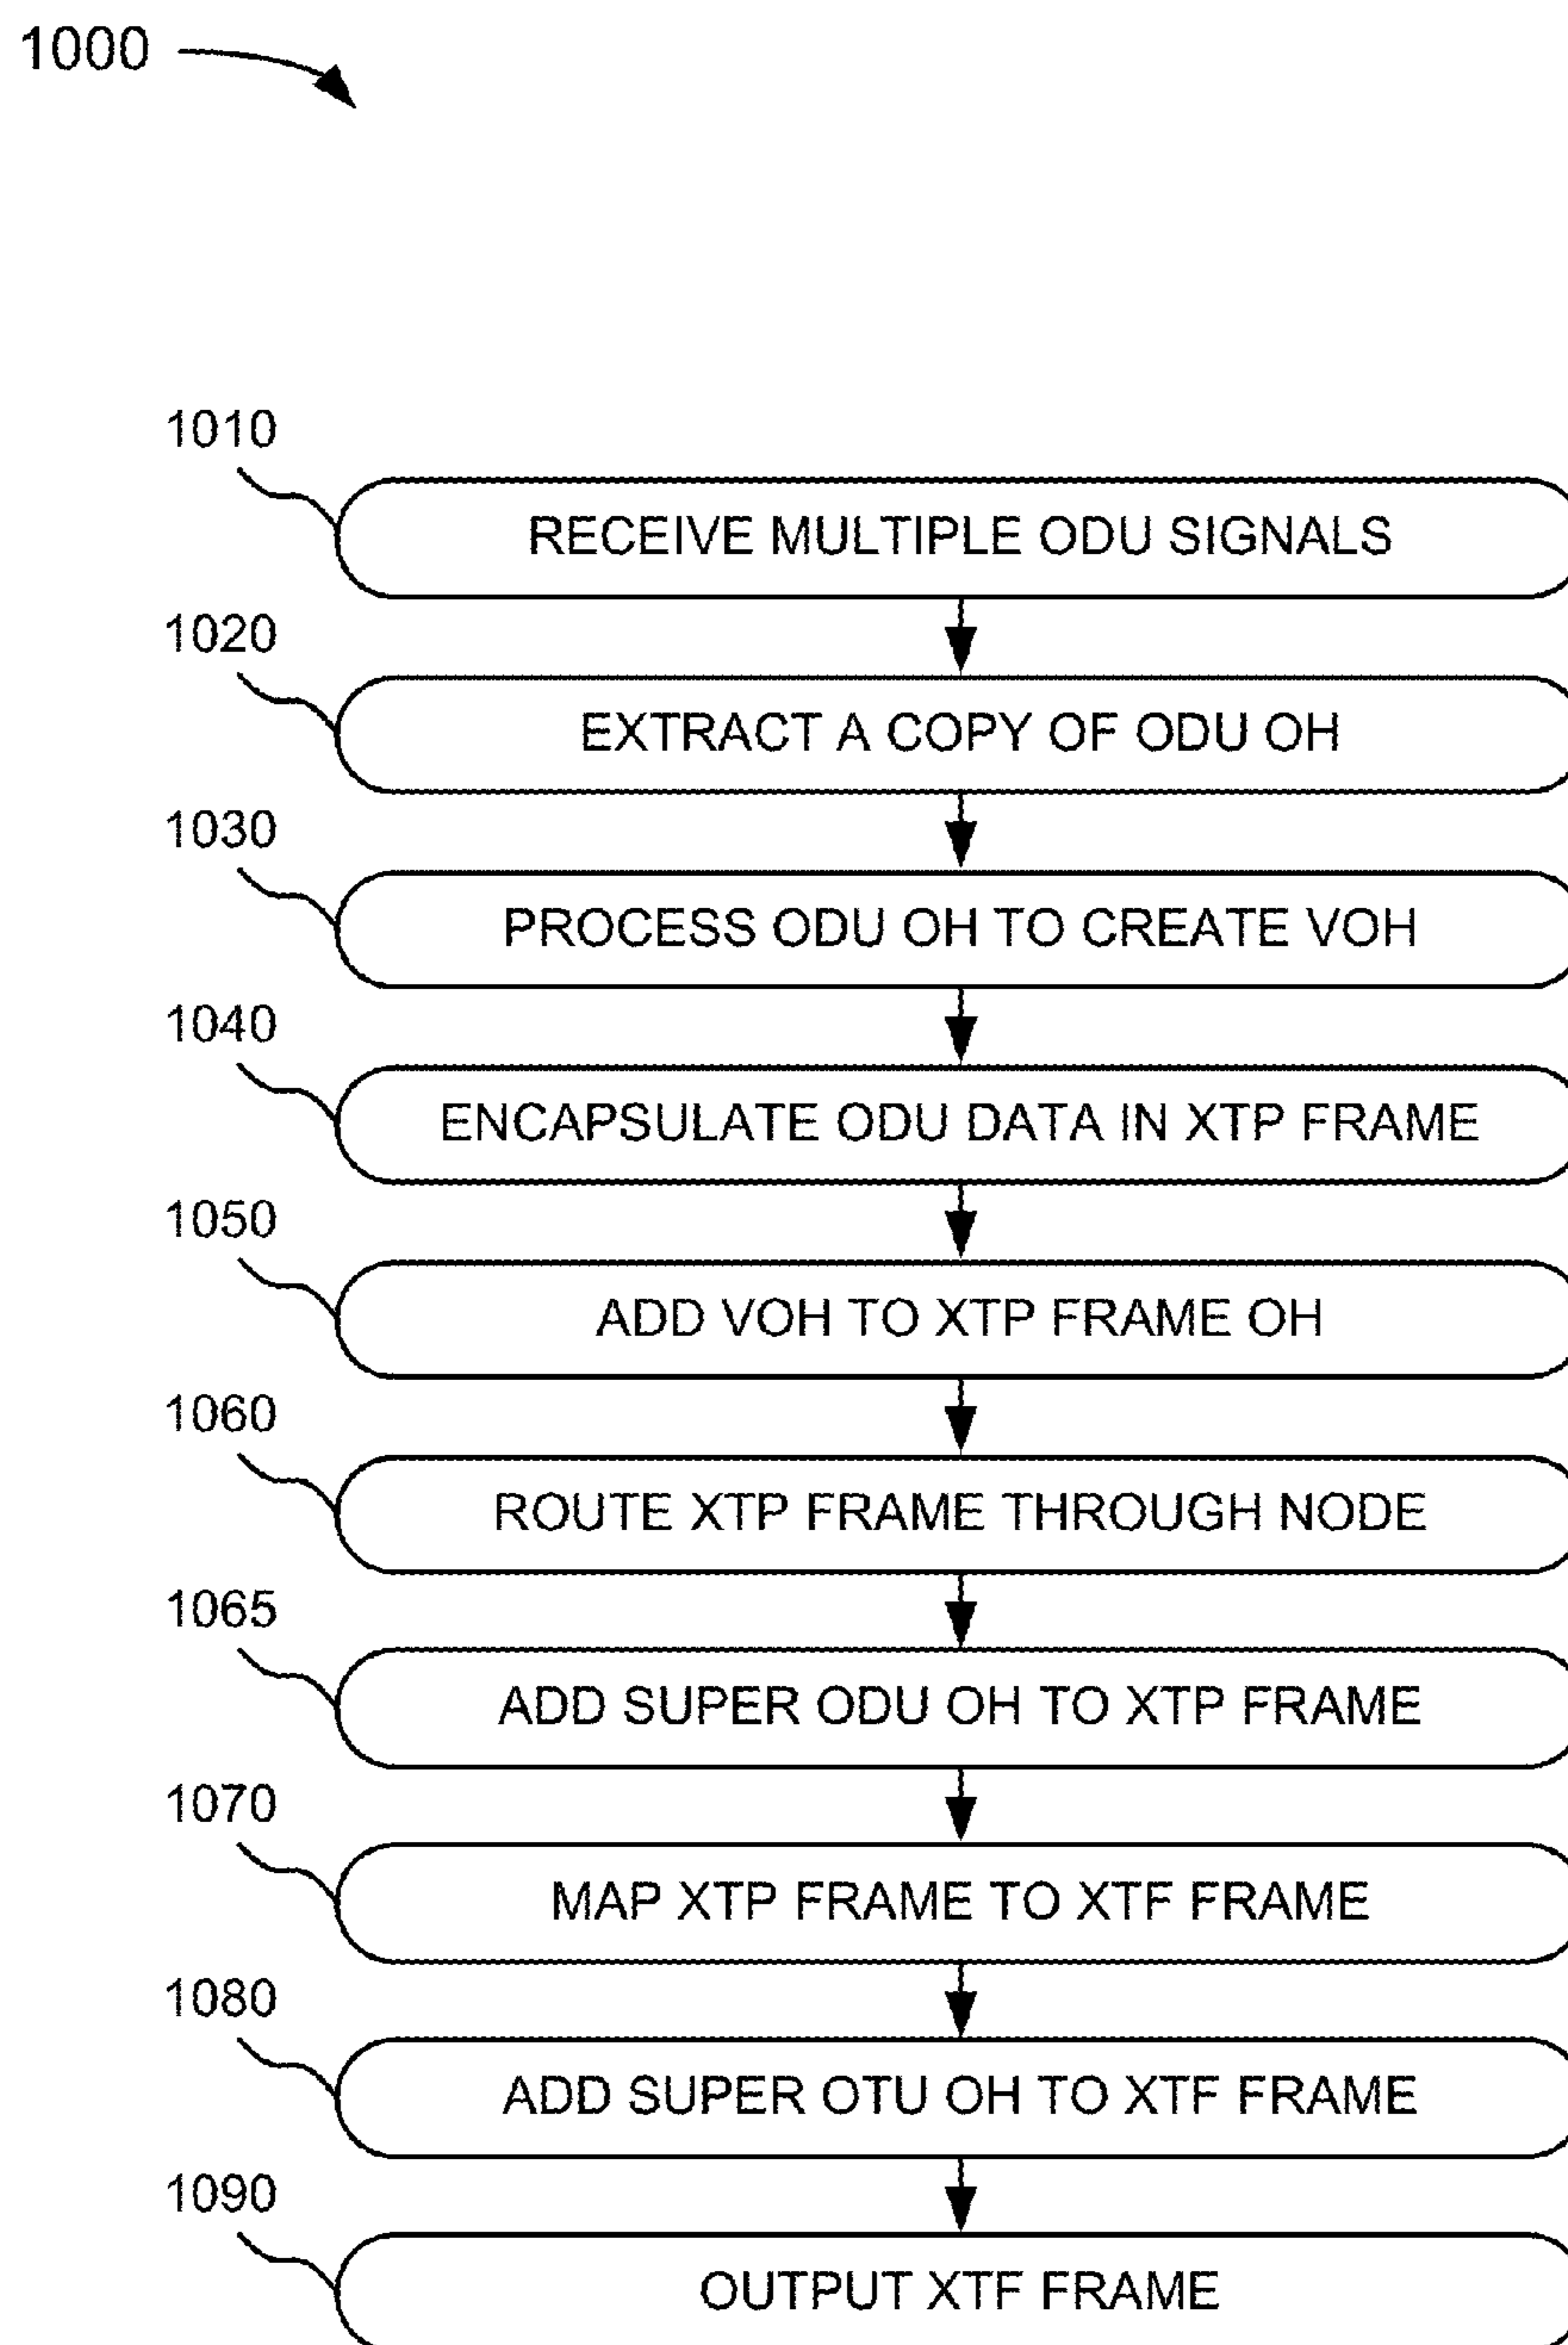 1000
1010
RECEIVE MULTIPLE ODU SIGNALS
1020
EXTRACT A COPY OF ODU OH
1030
PROCESS ODU OH TO CREATE VOH
1040
ENCAPSULATE ODU DATA IN XTP FRAME
1050
ADD VOH TO XTP FRAME OH
1060
ROUTE XTP FRAME THROUGH NODE
1065
ADD SUPER ODU OH TO XTP FRAME
1070
MAP XTP FRAME TO XTF FRAME
1080
ADD SUPER OTU OH TO XTF FRAME
1090
OUTPUT XTF FRAME